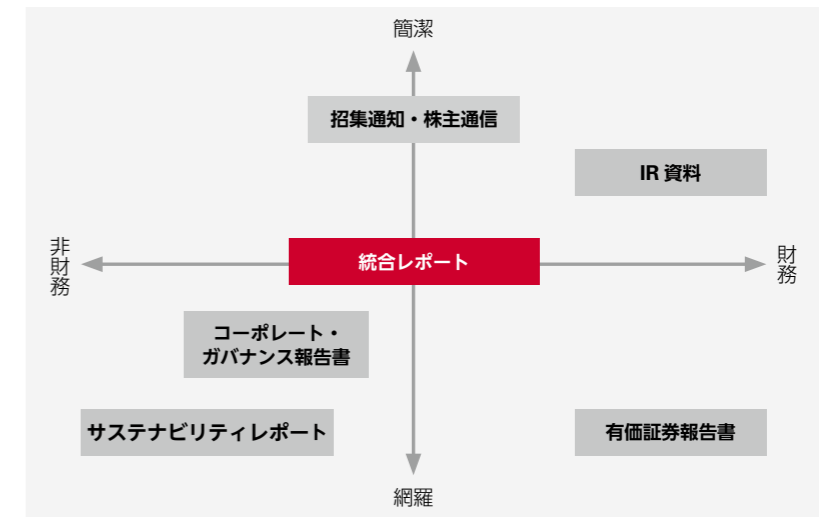 簡潔
招集通知・株主通信
IR 資料
非財務
統合レポート
財務
コーポレート・
ガバナンス報告書
サステナビリティレポート
有価証券報告書
網羅